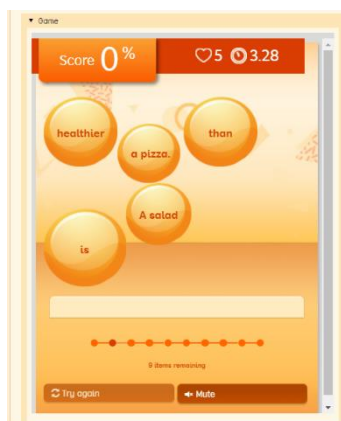 Game
Score 0%
5 3.28
healthier
than
a pizza.
A salad
is
9 items remaining
Try again
Mute